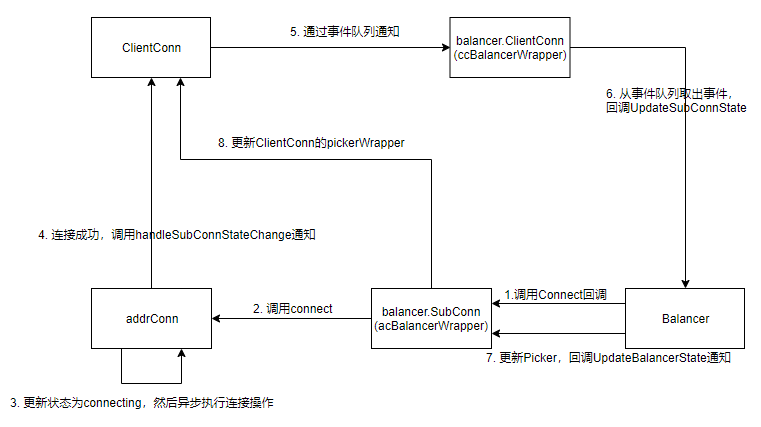 ClientConn
5. 通过事件队列通知
balancer.ClientConn
(ccBalancerWrapper)
6. 从事件队列取出事件，
回调UpdateSubConnState
8. 更新ClientConn的pickerWrapper
4. 连接成功，调用handleSubConnStateChange通知
addrConn
2. 调用connect
balancer.SubConn
(acBalancerWrapper)
1.调用Connect回调
Balancer
7. 更新Picker，回调UpdateBalancerState通知
3. 更新状态为connecting，然后异步执行连接操作